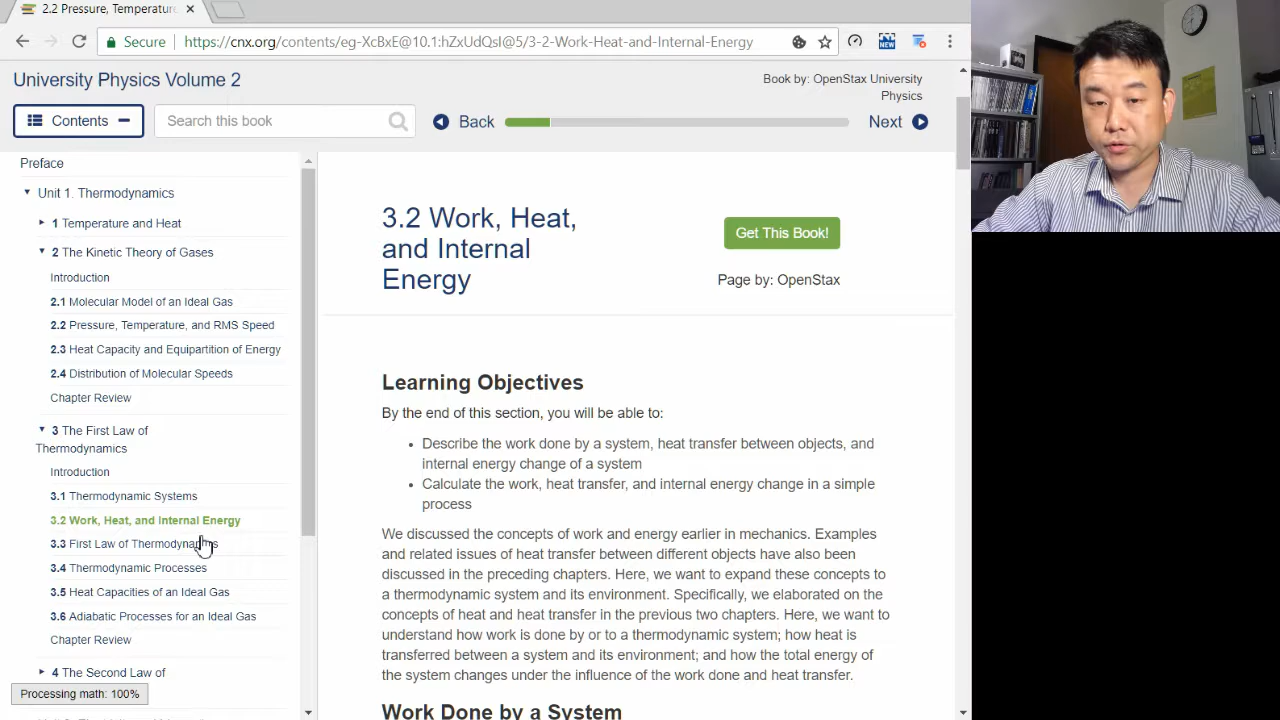 2.2 Pressure, Temperatur
Secure
https://cnx.org/contents/eg-XcBxE@10.1:hZxUdQsI@5/3-2-Work-Heat-and-Internal-Energy
NEW
University Physics Volume 2
Book by: OpenStax University
Physics
Contents
Search this book
Back
Next
Preface
Unit 1. Thermodynamics
1 Temperature and Heat
2 The Kinetic Theory of Gases
Introduction
2.1 Molecular Model of an Ideal Gas
2.2 Pressure, Temperature, and RMS Speed
2.3 Heat Capacity and Equipartition of Energy
2.4 Distribution of Molecular Speeds
Chapter Review
3 The First Law of
Thermodynamics
Introduction
3.1 Thermodynamic Systems
3.2 Work, Heat, and Internal Energy
3.3 First Law of Thermodynamics
3.4 Thermodynamic Processes
3.5 Heat Capacities of an Ideal Gas
3.6 Adiabatic Processes for an Ideal Gas
Chapter Review
4 The Second Law of
Processing math: 100%
3.2 Work, Heat,
and Internal
Energy
Get This Book!
Page by: OpenStax
Learning Objectives
By the end of this section, you will be able to:
• Describe the work done by a system, heat transfer between objects, and
internal energy change of a system
• Calculate the work, heat transfer, and internal energy change in a simple
process
We discussed the concepts of work and energy earlier in mechanics. Examples
and related issues of heat transfer between different objects have also been
discussed in the preceding chapters. Here, we want to expand these concepts to
a thermodynamic system and its environment. Specifically, we elaborated on the
concepts of heat and heat transfer in the previous two chapters. Here, we want to
understand how work is done by or to a thermodynamic system; how heat is
transferred between a system and its environment; and how the total energy of
the system changes under the influence of the work done and heat transfer.
Work Done by a System